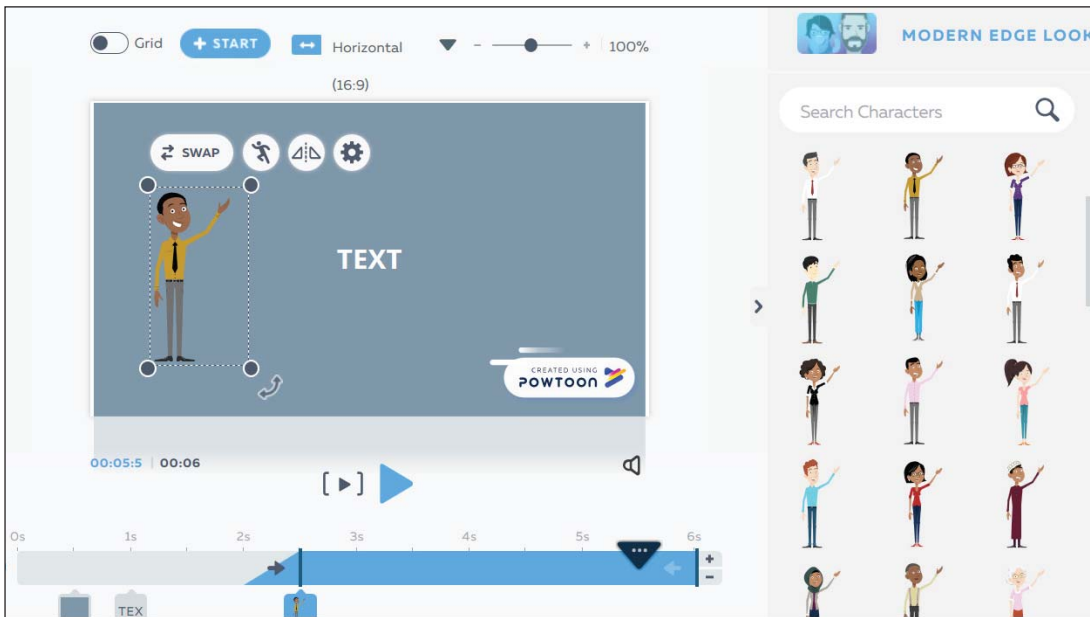 Grid
+ START
Horizontal
- + 100%
(16:9)
MODERN EDGE LOOK
Search Characters
SWAP
TEXT
CREATED USING
POWTOON
00:05:5 | 00:06
0s 1s 2s 3s 4s 5s 6s
+
-
TEX